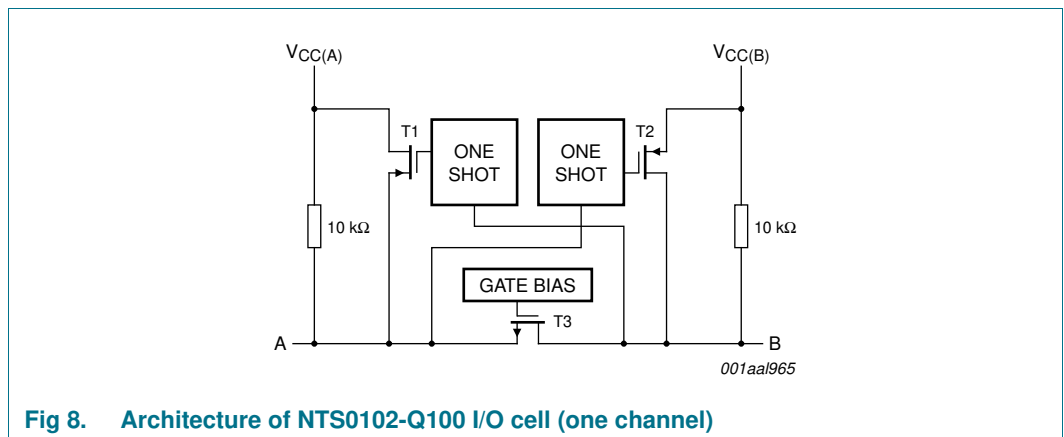 VCC(A)
VCC(B)
T1
T2
ONE
SHOT
ONE
SHOT
10 kΩ
10 kΩ
GATE BIAS
T3
A
B
001aal965
Fig 8. Architecture of NTS0102-Q100 I/O cell (one channel)